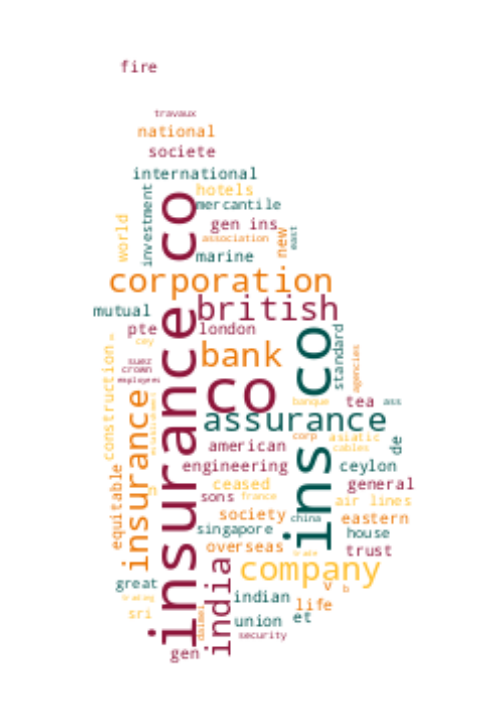 fire
travaux
national
societe
international
hotels
investment
mercantile
co
gen ins
world
association
new
east
marine
corporation
british
mutual
pte
london
insurance
ins co
standard
cey
bank
agencies
suez
crown
employees
construction
co
insurance
banque
tea
ass
assurance
corp
asiatic
de
american
cables
engineering
ceylon
equitable
ceased
general
sons
france
air lines
society
china
eastern
singapore
house
overseas
trust
trade
company
india
great
v
b
trading
indian
life
sri
daimei
union
et
security
gen
n